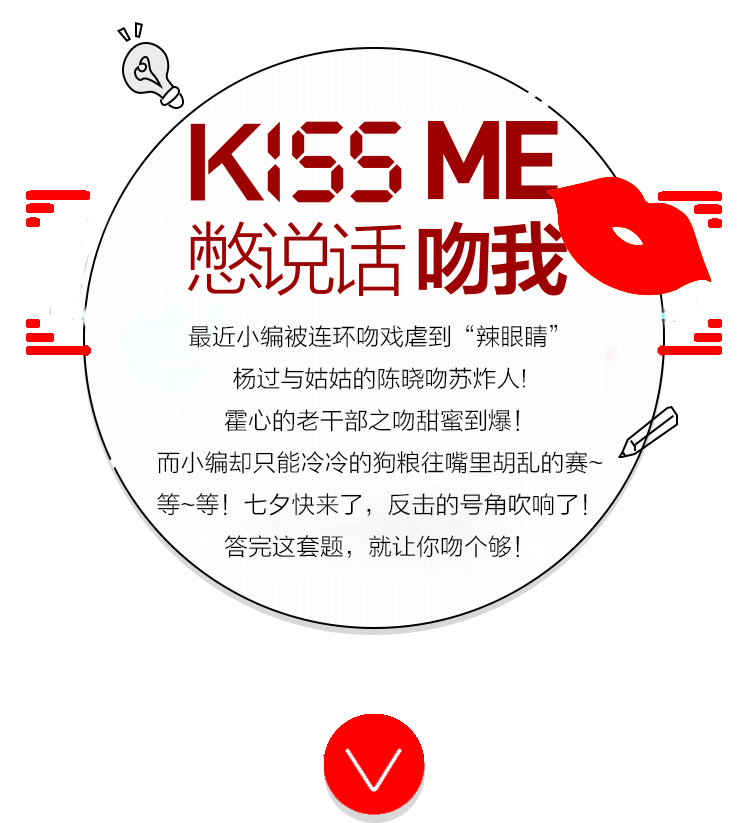 KISS ME
憋说话 吻我
最近小编被连环吻戏虐到“辣眼睛”
杨过与姑姑的陈晓吻苏炸人!
霍心的老干部之吻甜蜜到爆!
而小编却只能冷冷的狗粮往嘴里胡乱的赛~
等~等!七夕快来了，反击的号角吹响了!
答完这套题，就让你吻个够!